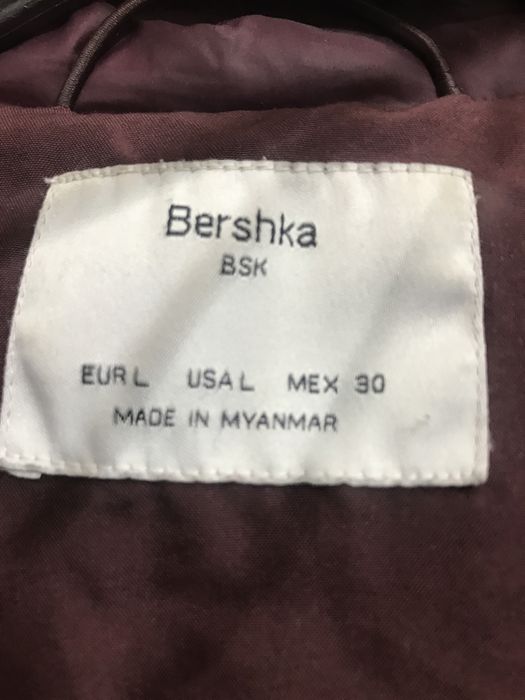 Bershka
BSK
EUR L USA L MEX 30
MADE IN MYANMAR